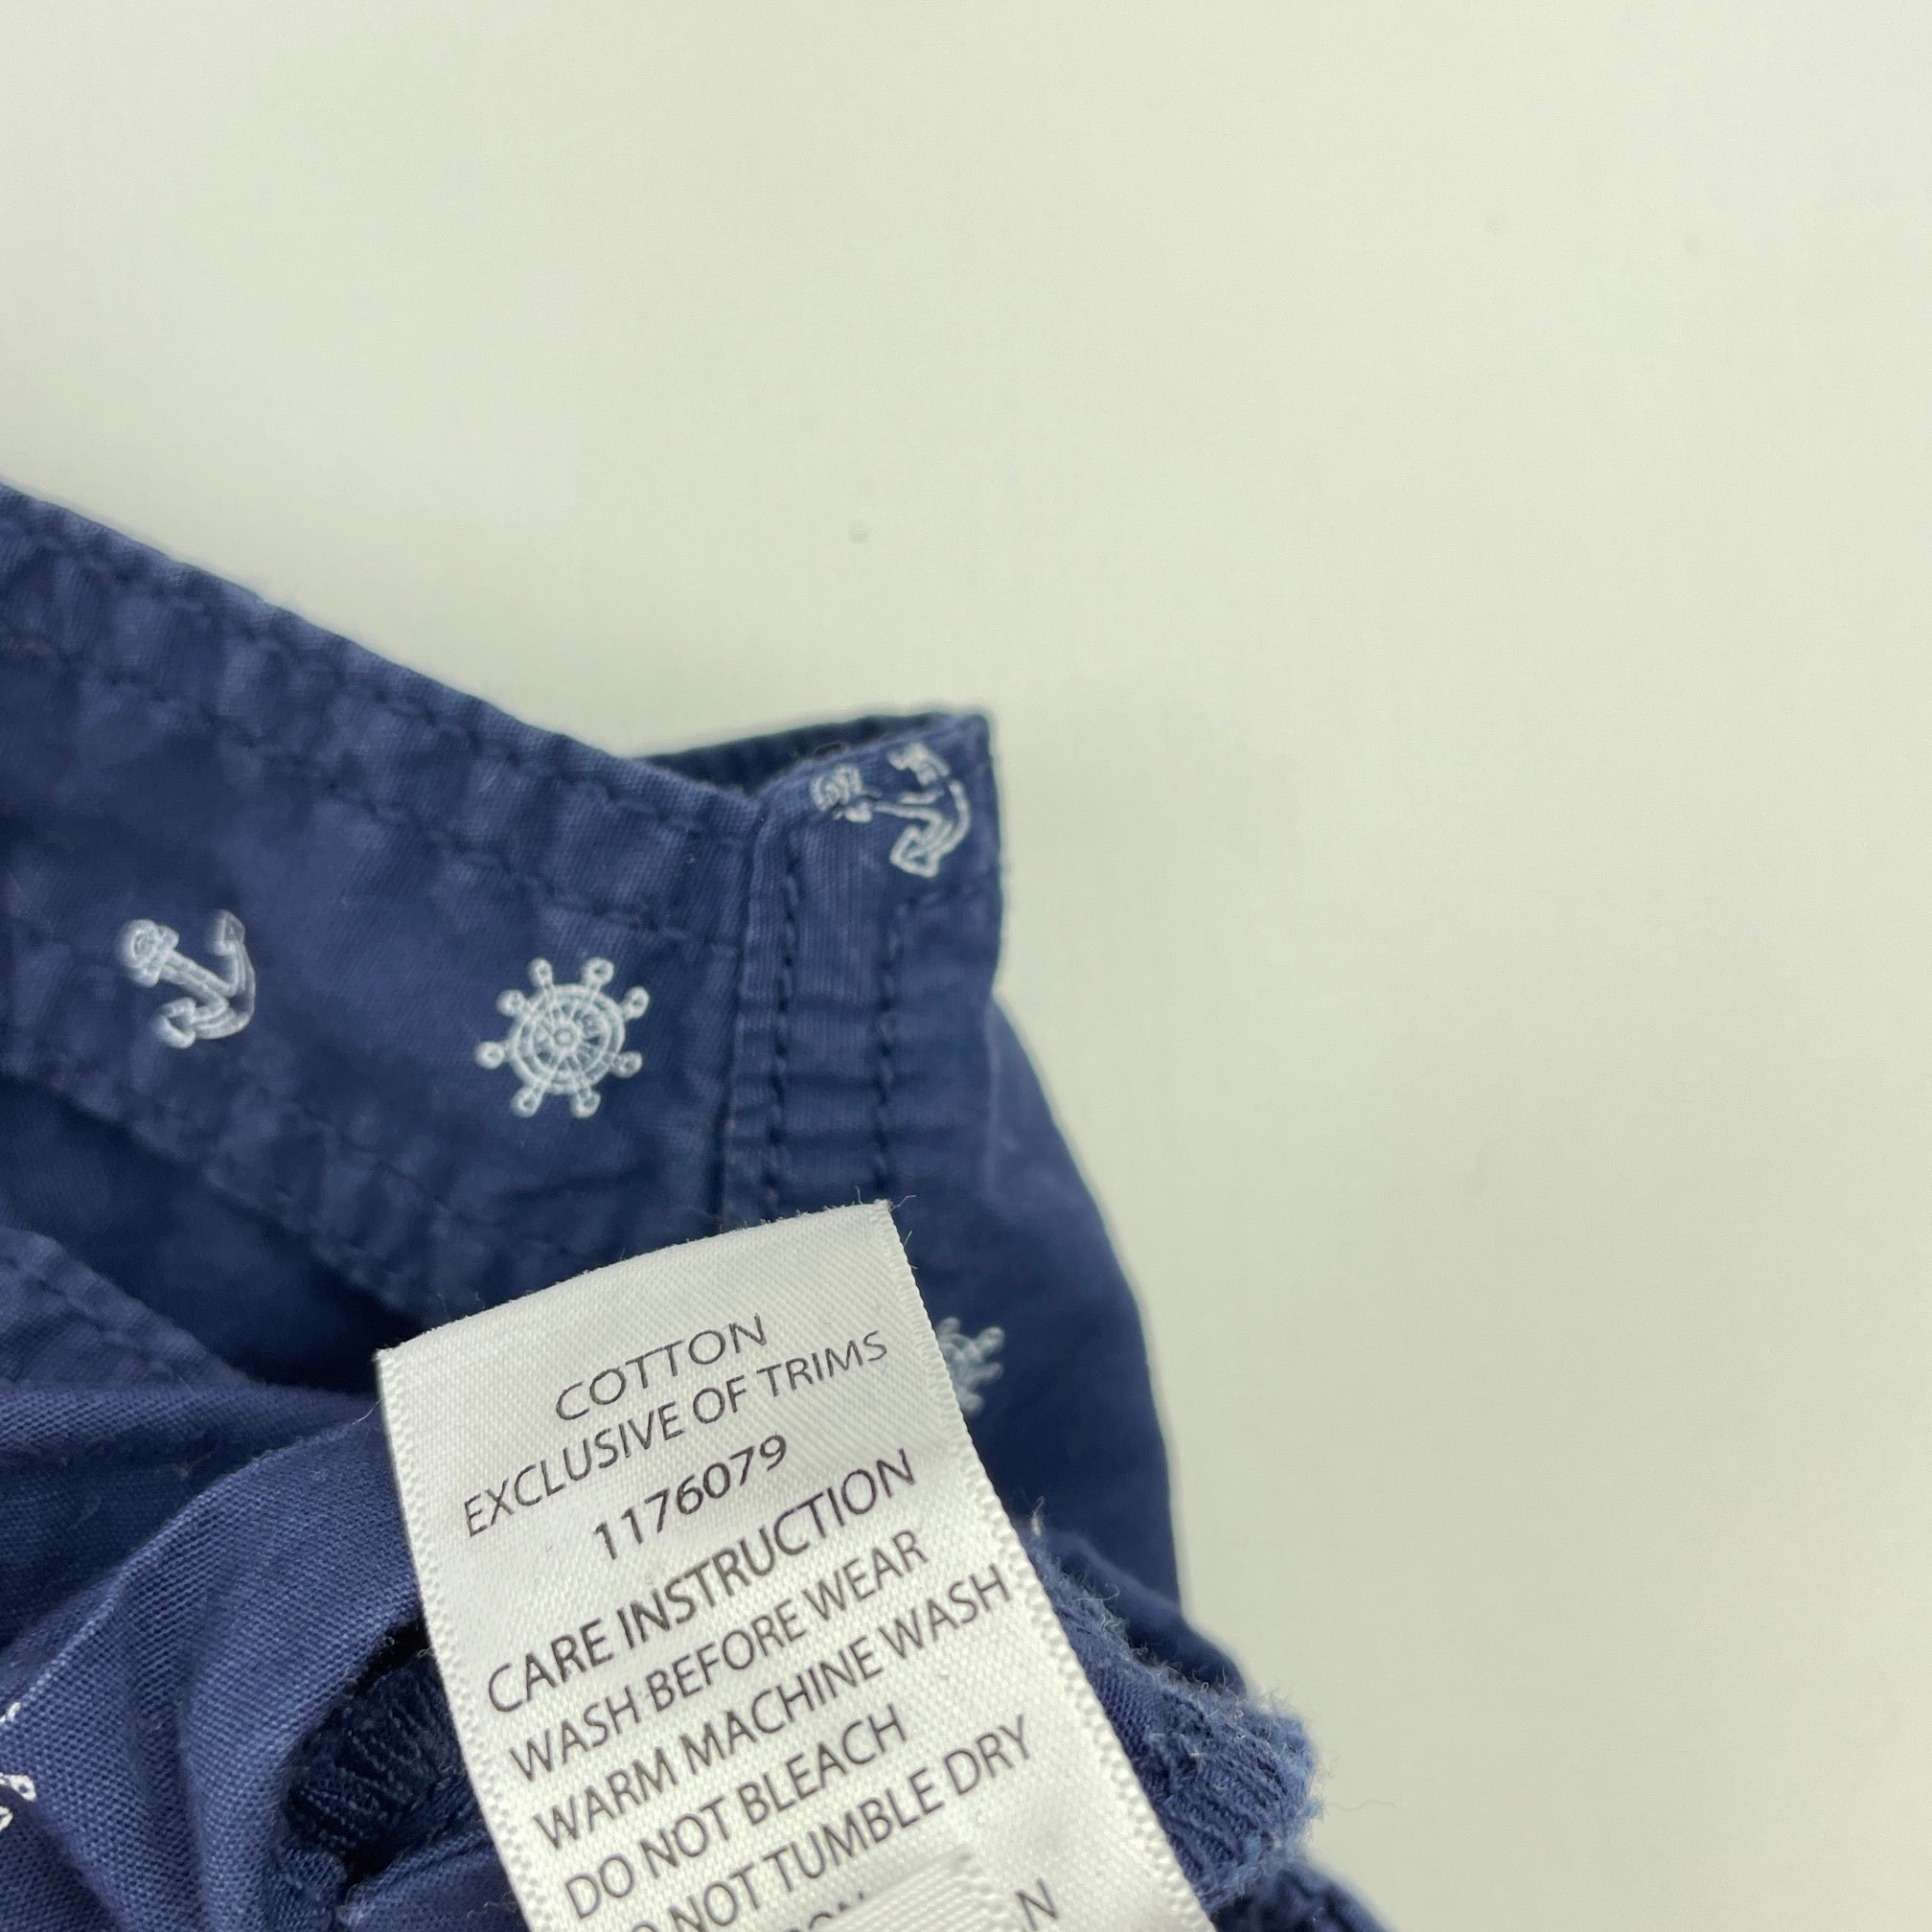 COTTON
EXCLUSIVE OF TRIMS
1176079
CARE INSTRUCTION
WASH BEFORE WEAR
WARM MACHINE WASH
DO NOT BLEACH
NOT TUMBLE DRY